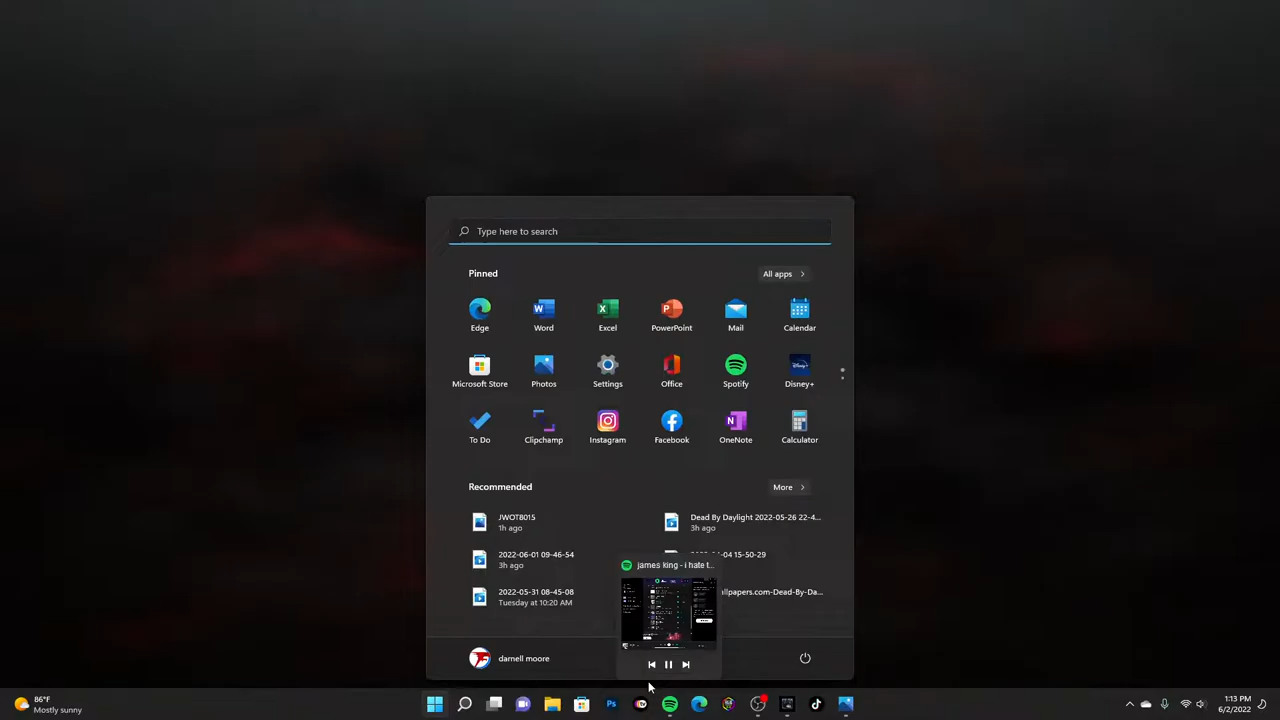 Type here to search
Pinned
All apps
Edge
Word
Excel
PowerPoint
Mail
Calendar
Microsoft Store
Photos
Settings
Office
Spotify
Disney+
To Do
Clipchamp
Instagram
Facebook
OneNote
Calculator
Recommended
More
JWOT8015
1h ago
Dead By Daylight 2022-05-26 22-4...
3h ago
2022-06-01 09-46-54
3h ago
04 15-50-29
2022-05-31 08-45-08
Tuesday at 10:20 AM
llpapers.com-Dead-By-Da...
james king - i hate t...
darnell moore
86°F
Mostly sunny
1:13 PM
6/2/2022